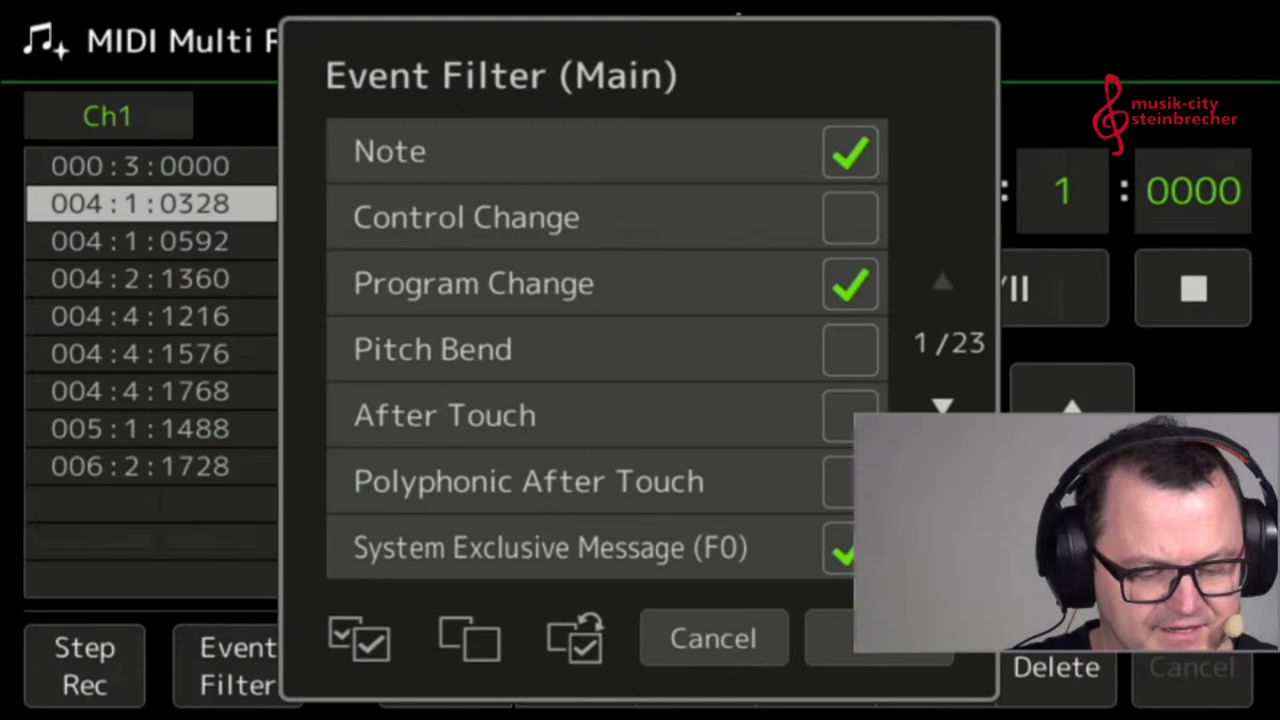 MIDI Multi
Event Filter (Main)
musik-city
steinbrecher
Ch1
000:3:0000
004:1:0328
004:1:0592
004:2:1360
004:4:1216
004:4:1576
004:4:1768
005:1:1488
006:2:1728
Note
Control Change
Program Change
Pitch Bend
After Touch
Polyphonic After Touch
System Exclusive Message (F0)
: 1 : 0000
1/23
Step
Rec
Event
Filter
Cancel
Delete
Cancel